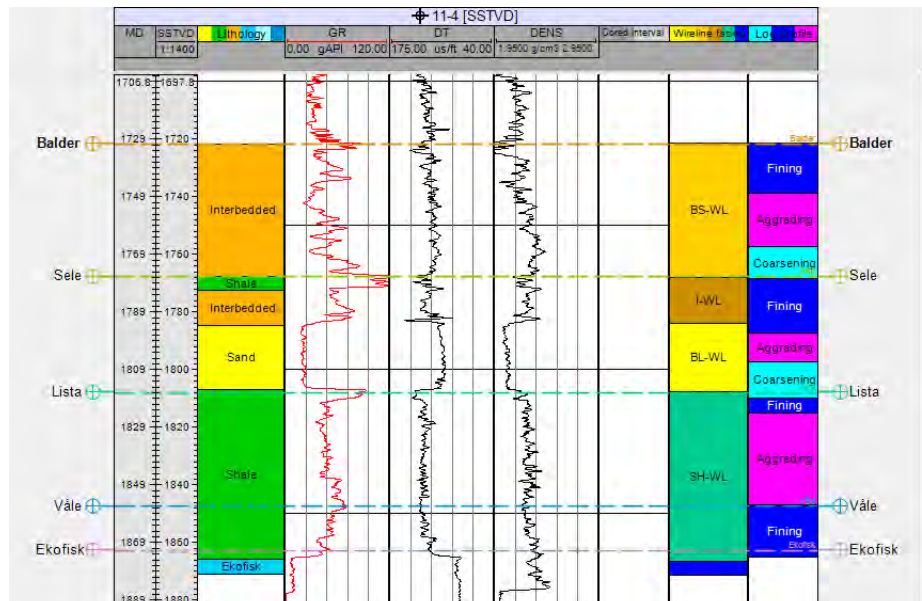 11-4 [SSTVD]
MD SSTVD Lithology GR DT DENS Cored interval Wireline facies Log profile
1:1400 0.00 gAPI 120.00 175.00 us/ft 40.00 1.9500 g/cm3 2.9500
1706.8 1697.8
Balder 1729 1720 Balder Balder
Fining
1749 1740
Interbedded BS-WL Aggrading
1769 1760
Coarsening
Sele Sele
Shale
1789 1780 Interbedded I-WL Fining
Sand BL-WL Aggrading
1809 1800
Coarsening
Lista Lista
Fining
1829 1820
Shale SH-WL Aggrading
1849 1840
Våle Våle
Fining
1869 1860
Ekofisk Ekofisk Ekofisk
Ekofisk
1889 1880